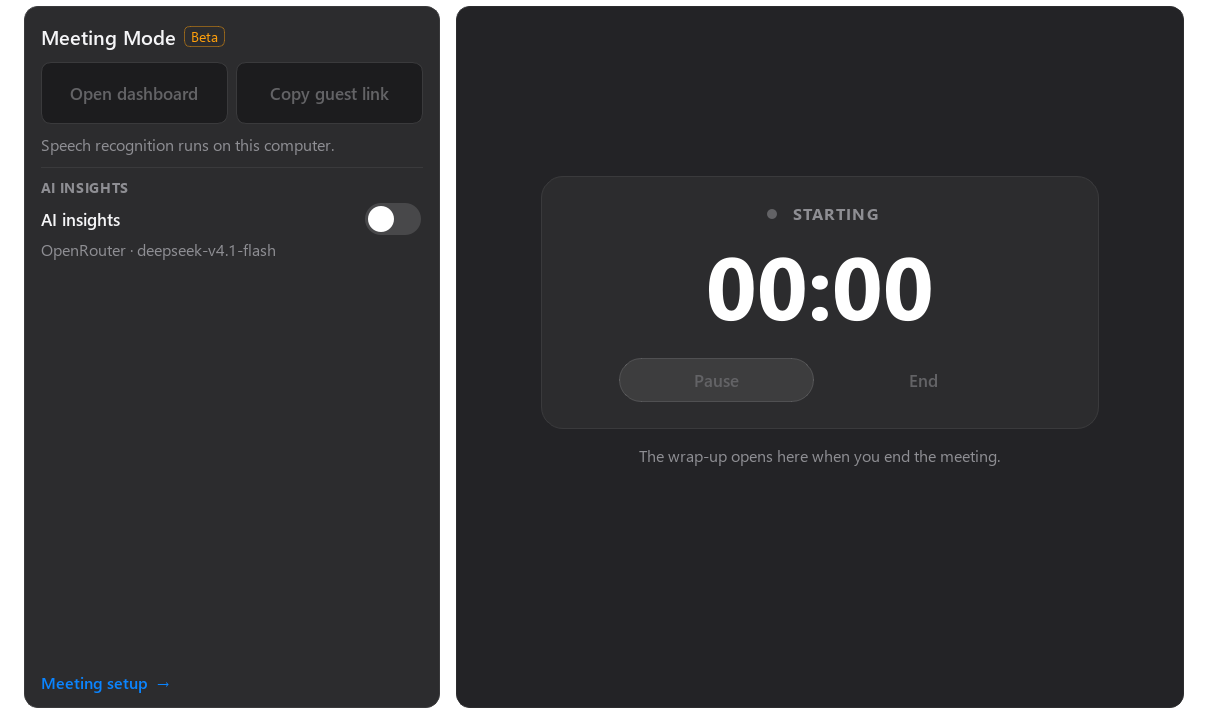 Meeting Mode Beta
Open dashboard
Copy guest link
Speech recognition runs on this computer.
AI INSIGHTS
AI insights
OpenRouter · deepseek-v4.1-flash
Meeting setup →
STARTING
00:00
Pause
End
The wrap-up opens here when you end the meeting.